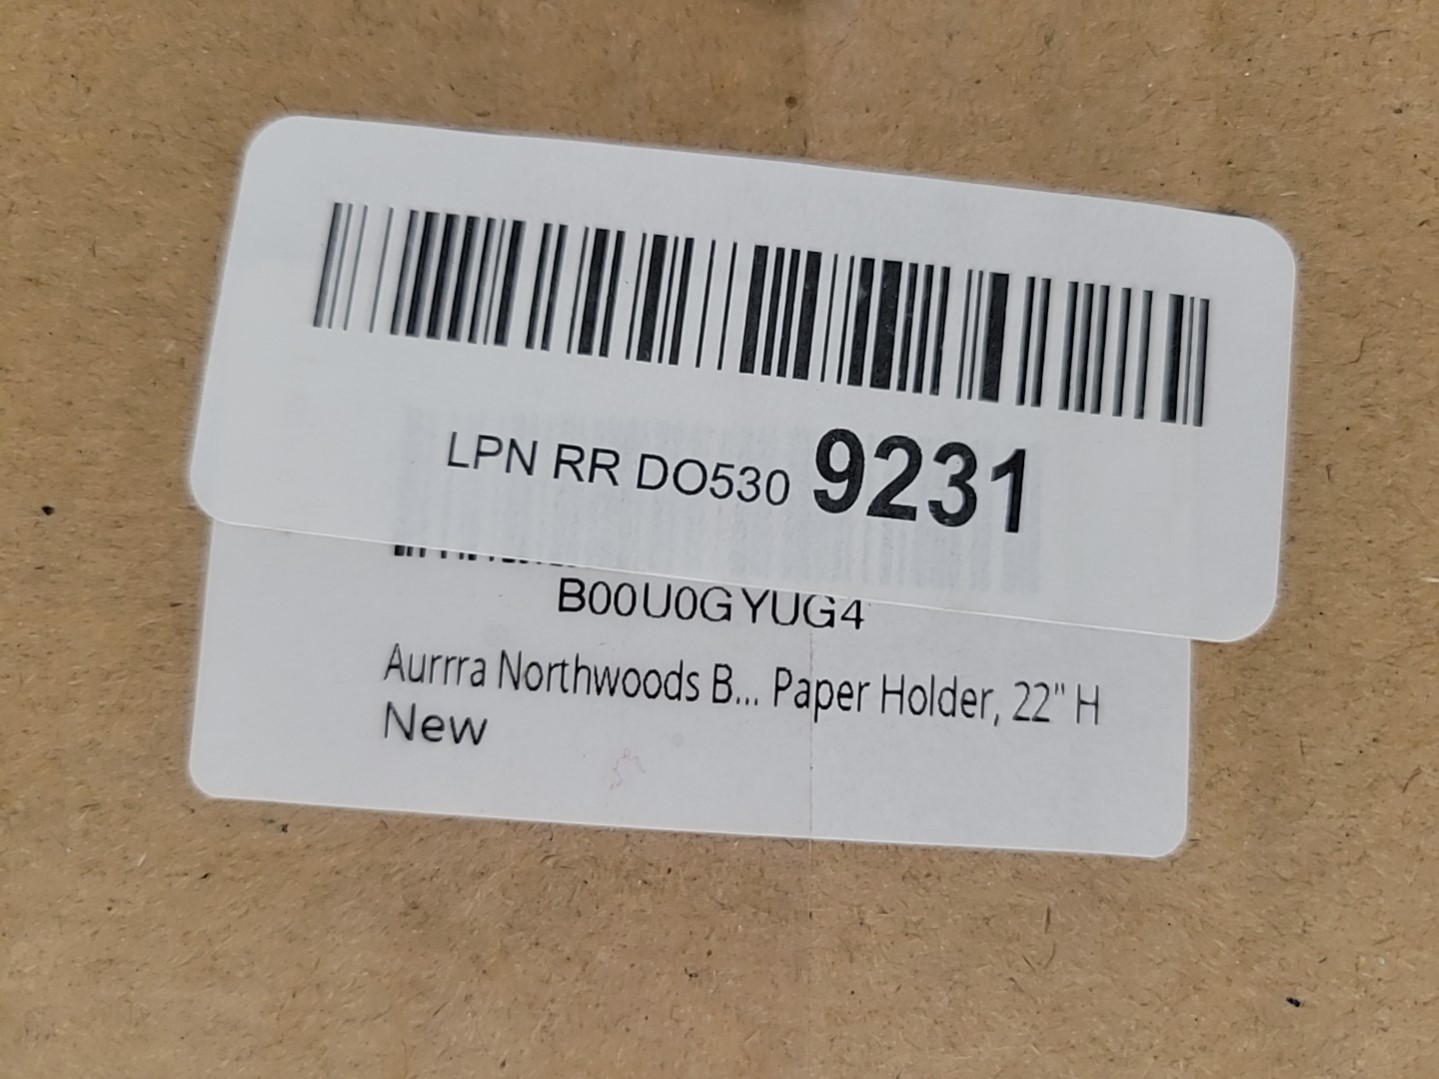 LPN RR DO530 9231
B00U0GYUG4
Aurrra Northwoods B... Paper Holder, 22" H
New